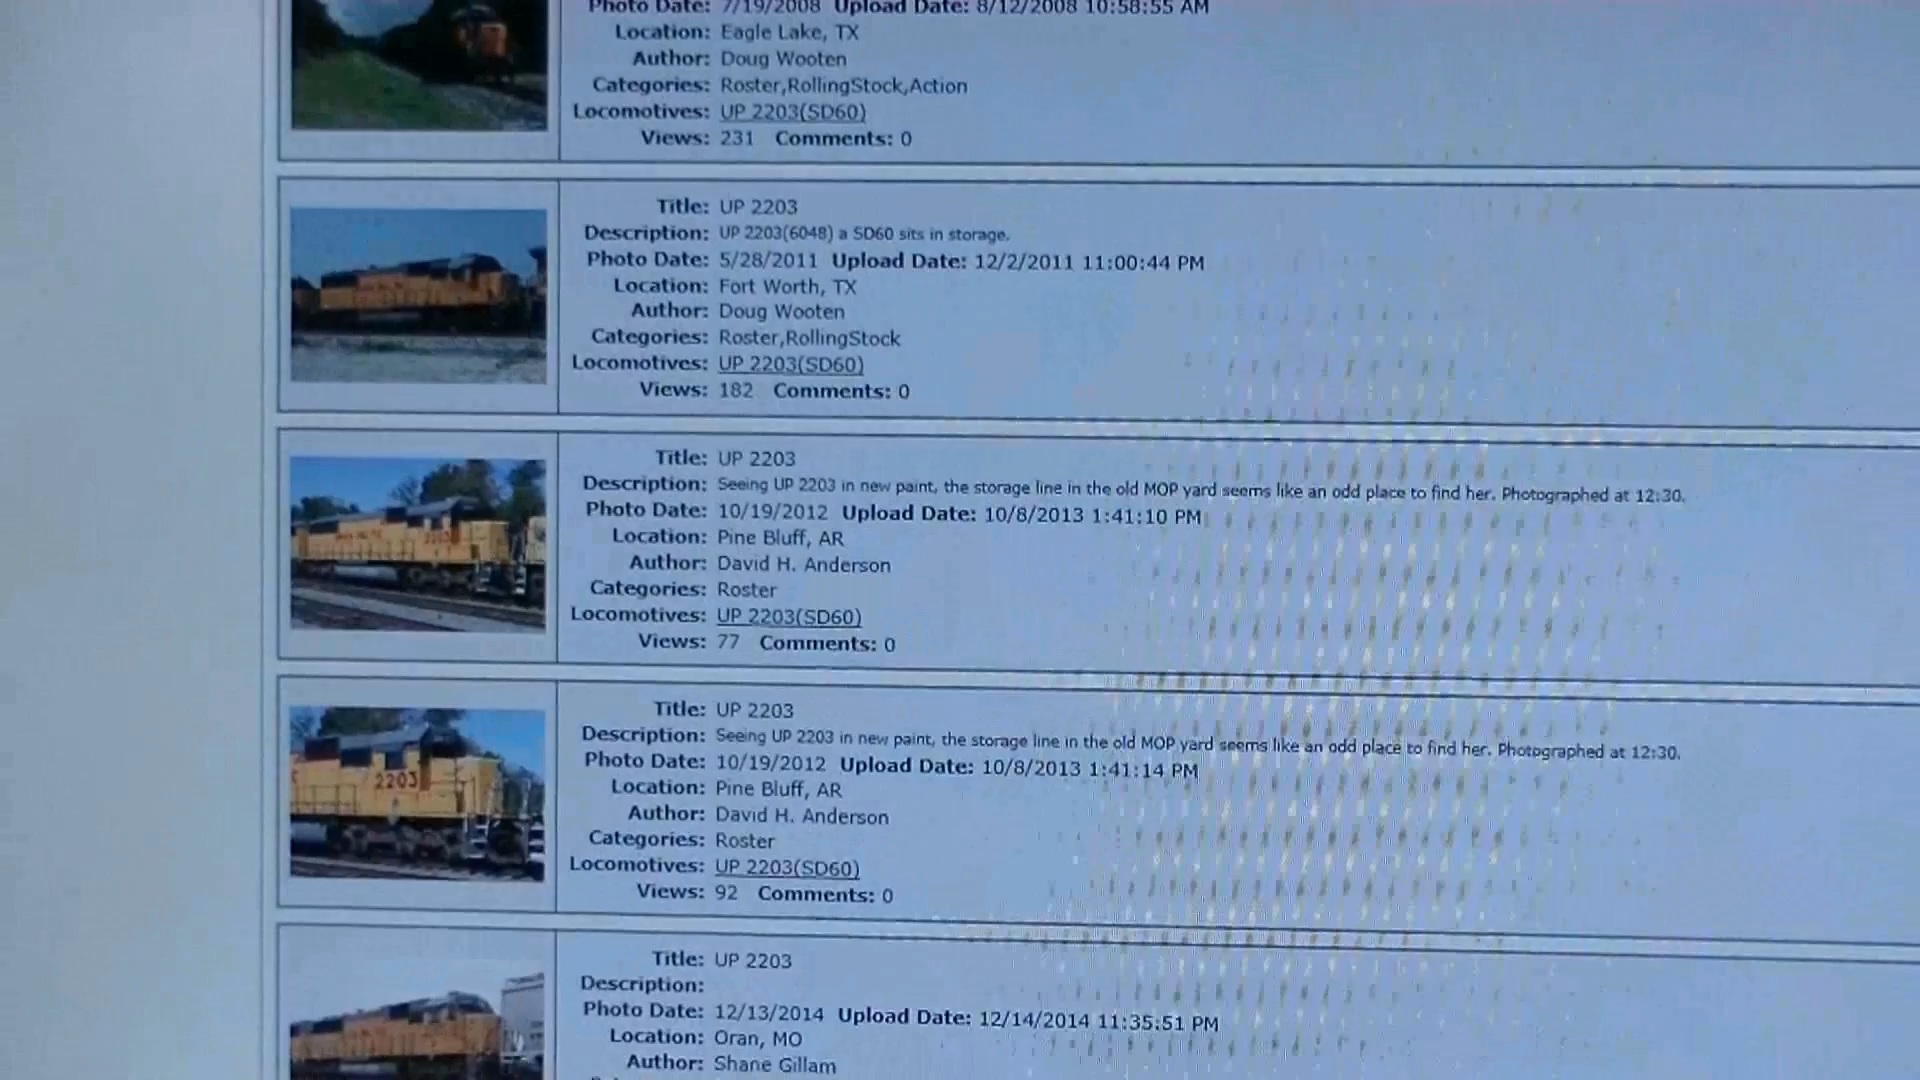 Photo Date: 7/19/2008 Upload Date: 8/12/2008 10:58:55 AM
Location: Eagle Lake, TX
Author: Doug Wooten
Categories: Roster,RollingStock,Action
Locomotives: UP 2203(SD60)
Views: 231 Comments: 0
Title: UP 2203
Description: UP 2203(6048) a SD60 sits in storage.
Photo Date: 5/28/2011 Upload Date: 12/2/2011 11:00:44 PM
Location: Fort Worth, TX
Author: Doug Wooten
Categories: Roster,RollingStock
Locomotives: UP 2203(SD60)
Views: 182 Comments: 0
Title: UP 2203
Description: Seeing UP 2203 in new paint, the storage line in the old MOP yard seems like an odd place to find her. Photographed at 12:30.
Photo Date: 10/19/2012 Upload Date: 10/8/2013 1:41:10 PM
Location: Pine Bluff, AR
Author: David H. Anderson
Categories: Roster
Locomotives: UP 2203(SD60)
Views: 77 Comments: 0
Title: UP 2203
Description: Seeing UP 2203 in new paint, the storage line in the old MOP yard seems like an odd place to find her. Photographed at 12:30.
Photo Date: 10/19/2012 Upload Date: 10/8/2013 1:41:14 PM
Location: Pine Bluff, AR
Author: David H. Anderson
Categories: Roster
Locomotives: UP 2203(SD60)
Views: 92 Comments: 0
2203
Title: UP 2203
Description:
Photo Date: 12/13/2014 Upload Date: 12/14/2014 11:35:51 PM
Location: Oran, MO
Author: Shane Gillam